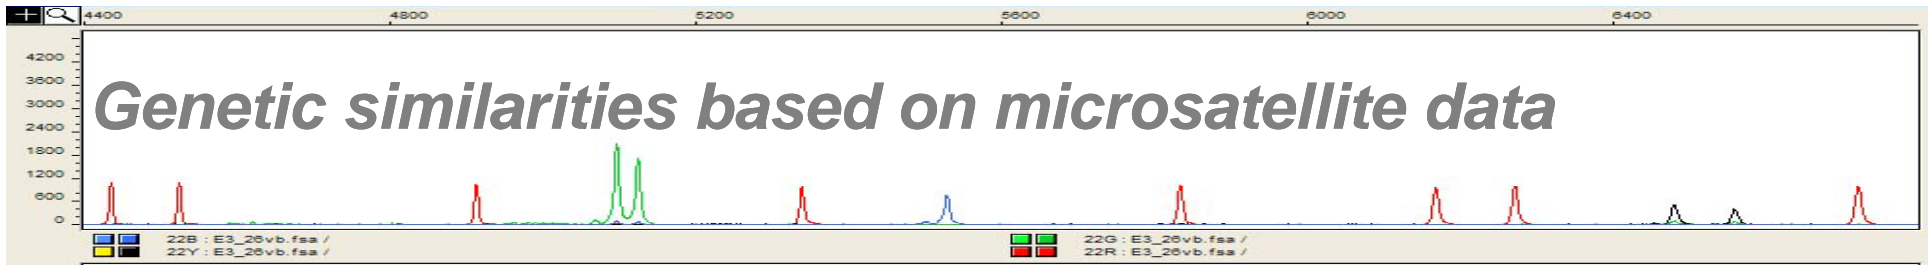 4400 4800 5200 5600 6000 6400
4200
3600
3000
2400
1800
1200
600
0
Genetic similarities based on microsatellite data
22B : E3_26vb.fsa / 22G : E3_26vb.fsa /
22Y : E3_26vb.fsa / 22R : E3_26vb.fsa /